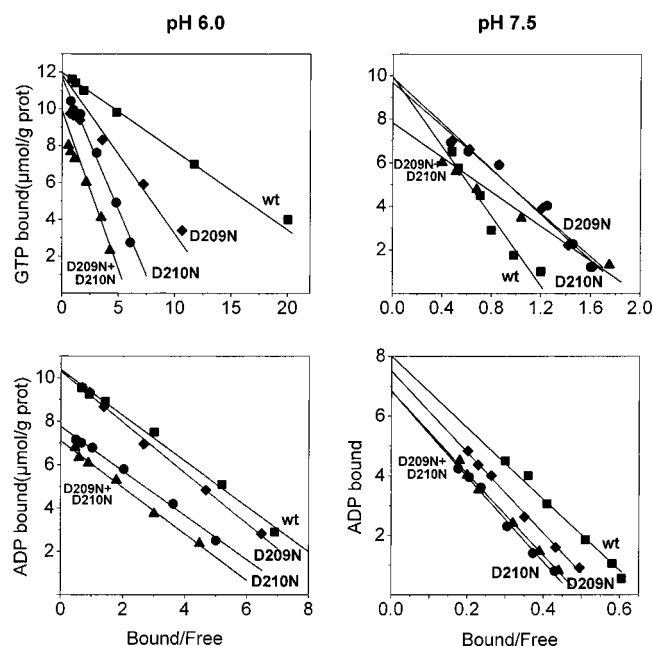 pH 6.0
pH 7.5
GTP bound(µmol/g prot)
12
10
8
6
4
2
0
5
10
15
20
wt
D209N
D210N
D209N+
D210N
10
8
6
4
2
0.0
0.4
0.8
1.2
1.6
2.0
D209N+
D210N
D209N
wt
D210N
ADP bound(µmol/g prot)
10
8
6
4
2
0
2
4
6
8
D209N+
D210N
wt
D209N
D210N
Bound/Free
ADP bound
8
6
4
2
0.0
0.2
0.4
0.6
D209N+
D210N
wt
D210N
D209N
Bound/Free